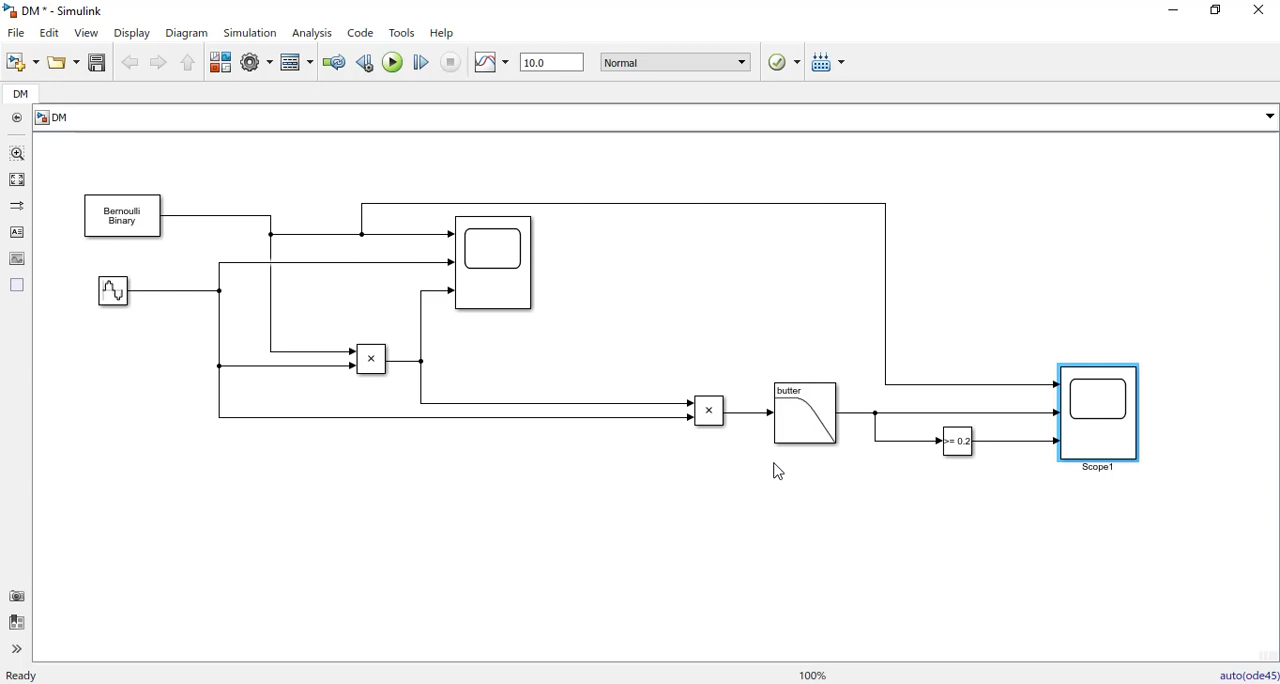 DM * - Simulink
File Edit View Display Diagram Simulation Analysis Code Tools Help
10.0 Normal
DM
DM
Bernoulli
Binary
×
×
butter
>= 0.2
Scope1
Ready 100% auto(ode45)